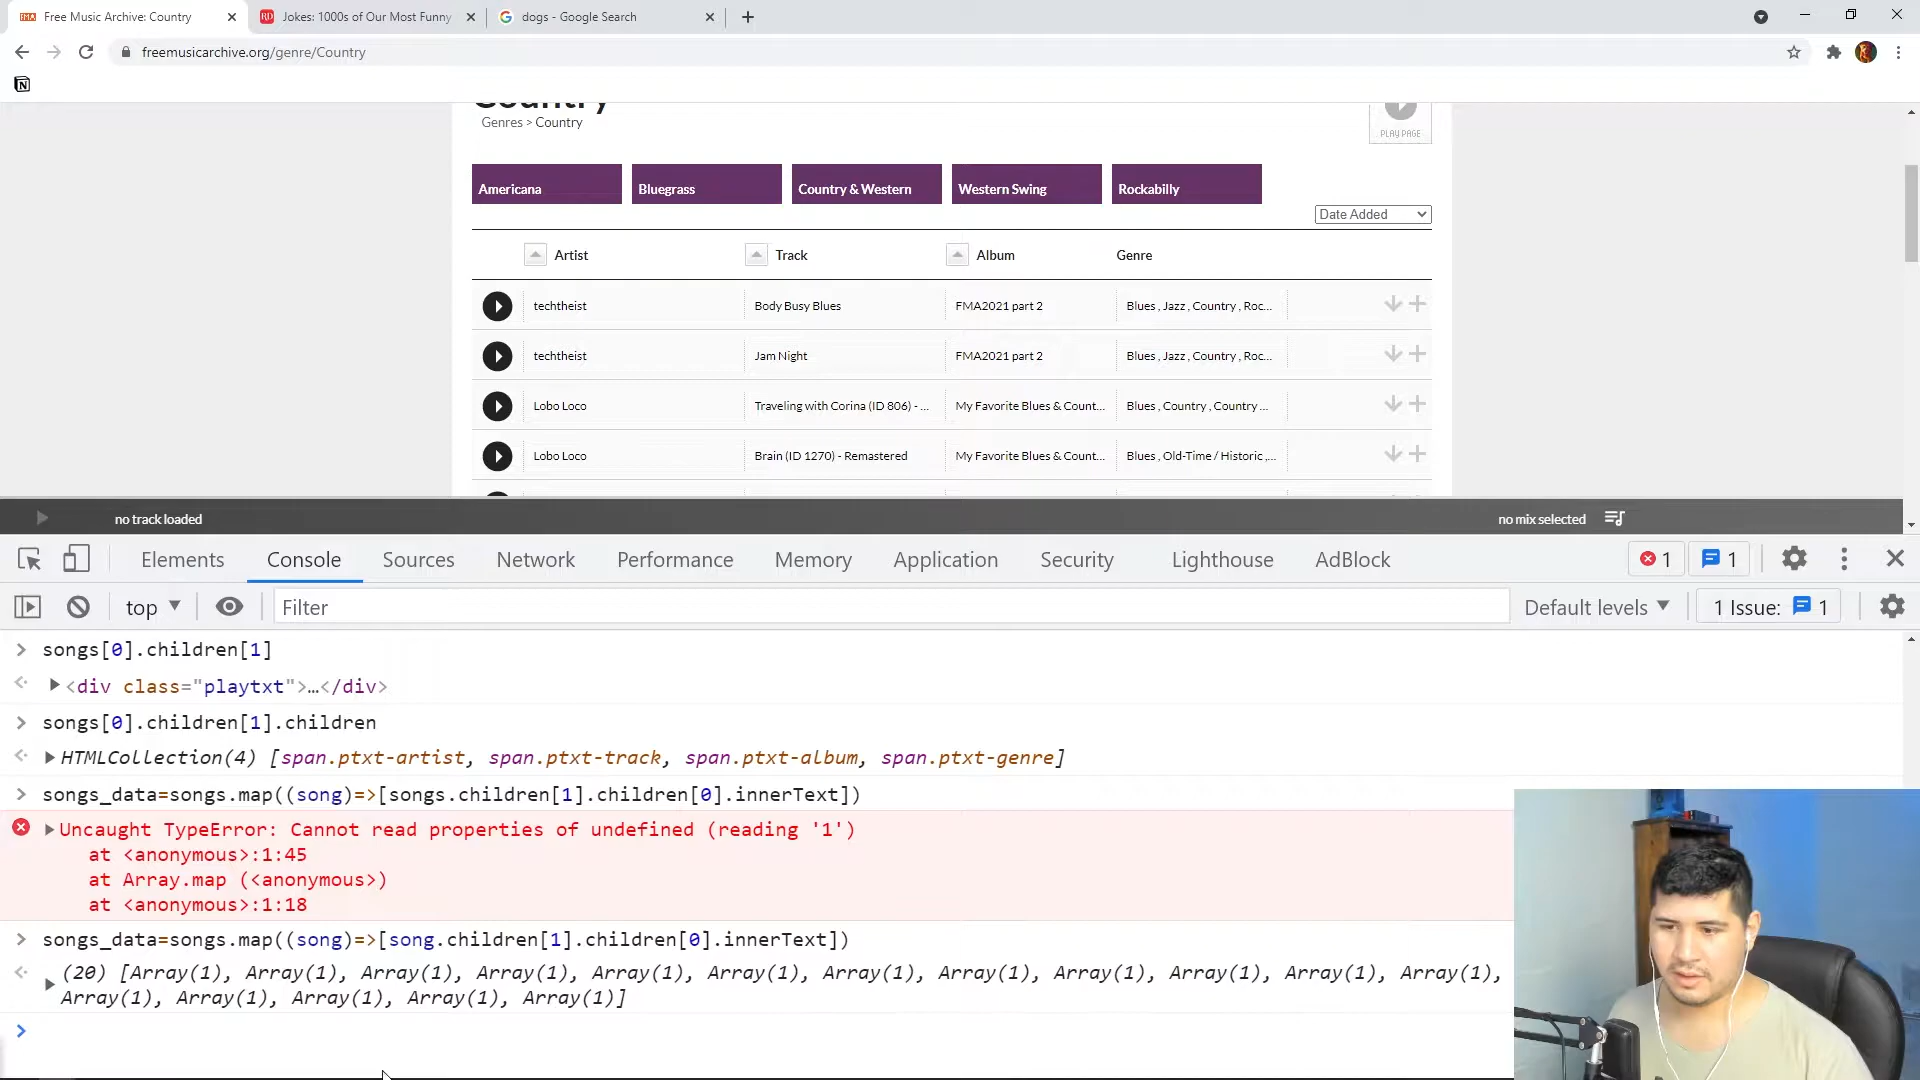 Free Music Archive: Country
Jokes: 1000s of Our Most Funny
dogs - Google Search
freemusicarchive.org/genre/Country
Country
Genres > Country
PLAY PAGE
Americana
Bluegrass
Country & Western
Western Swing
Rockabilly
Date Added
Artist Track Album Genre
techtheist Body Busy Blues FMA2021 part 2 Blues , Jazz , Country , Roc...
techtheist Jam Night FMA2021 part 2 Blues , Jazz , Country , Roc...
Lobo Loco Traveling with Corina (ID 806) - ... My Favorite Blues & Count... Blues , Country , Country ...
Lobo Loco Brain (ID 1270) - Remastered My Favorite Blues & Count... Blues , Old-Time / Historic ,...
no track loaded no mix selected
Elements Console Sources Network Performance Memory Application Security Lighthouse AdBlock 1 1
top Filter Default levels 1 Issue: 1
songs[0].children[1]
<div class="playtxt">…</div>
songs[0].children[1].children
HTMLCollection(4) [span.ptxt-artist, span.ptxt-track, span.ptxt-album, span.ptxt-genre]
songs_data=songs.map((song)=>[songs.children[1].children[0].innerText])
Uncaught TypeError: Cannot read properties of undefined (reading '1')
at <anonymous>:1:45
at Array.map (<anonymous>)
at <anonymous>:1:18
songs_data=songs.map((song)=>[song.children[1].children[0].innerText])
(20) [Array(1), Array(1), Array(1), Array(1), Array(1), Array(1), Array(1), Array(1), Array(1), Array(1), Array(1), Array(1),
Array(1), Array(1), Array(1), Array(1), Array(1)]